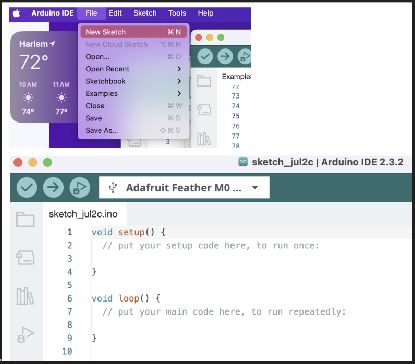 Arduino IDE File Edit Sketch Tools Help
New Sketch ⌘ N
New Cloud Sketch ⌥ ⌘ N
Open... ⌘ O
Open Recent >
Sketchbook >
Examples >
Close ⌘ W
Save ⌘ S
Save As... ⇧ ⌘ S
Harlem
72°
10 AM 11 AM
74° 77°
Examples
72
73
74
75
76
77
78
3
sketch_jul2c | Arduino IDE 2.3.2
Adafruit Feather M0 ...
sketch_jul2c.ino
1 void setup() {
2 // put your setup code here, to run once:
3
4 }
5
6 void loop() {
7 // put your main code here, to run repeatedly:
8
9 }
10